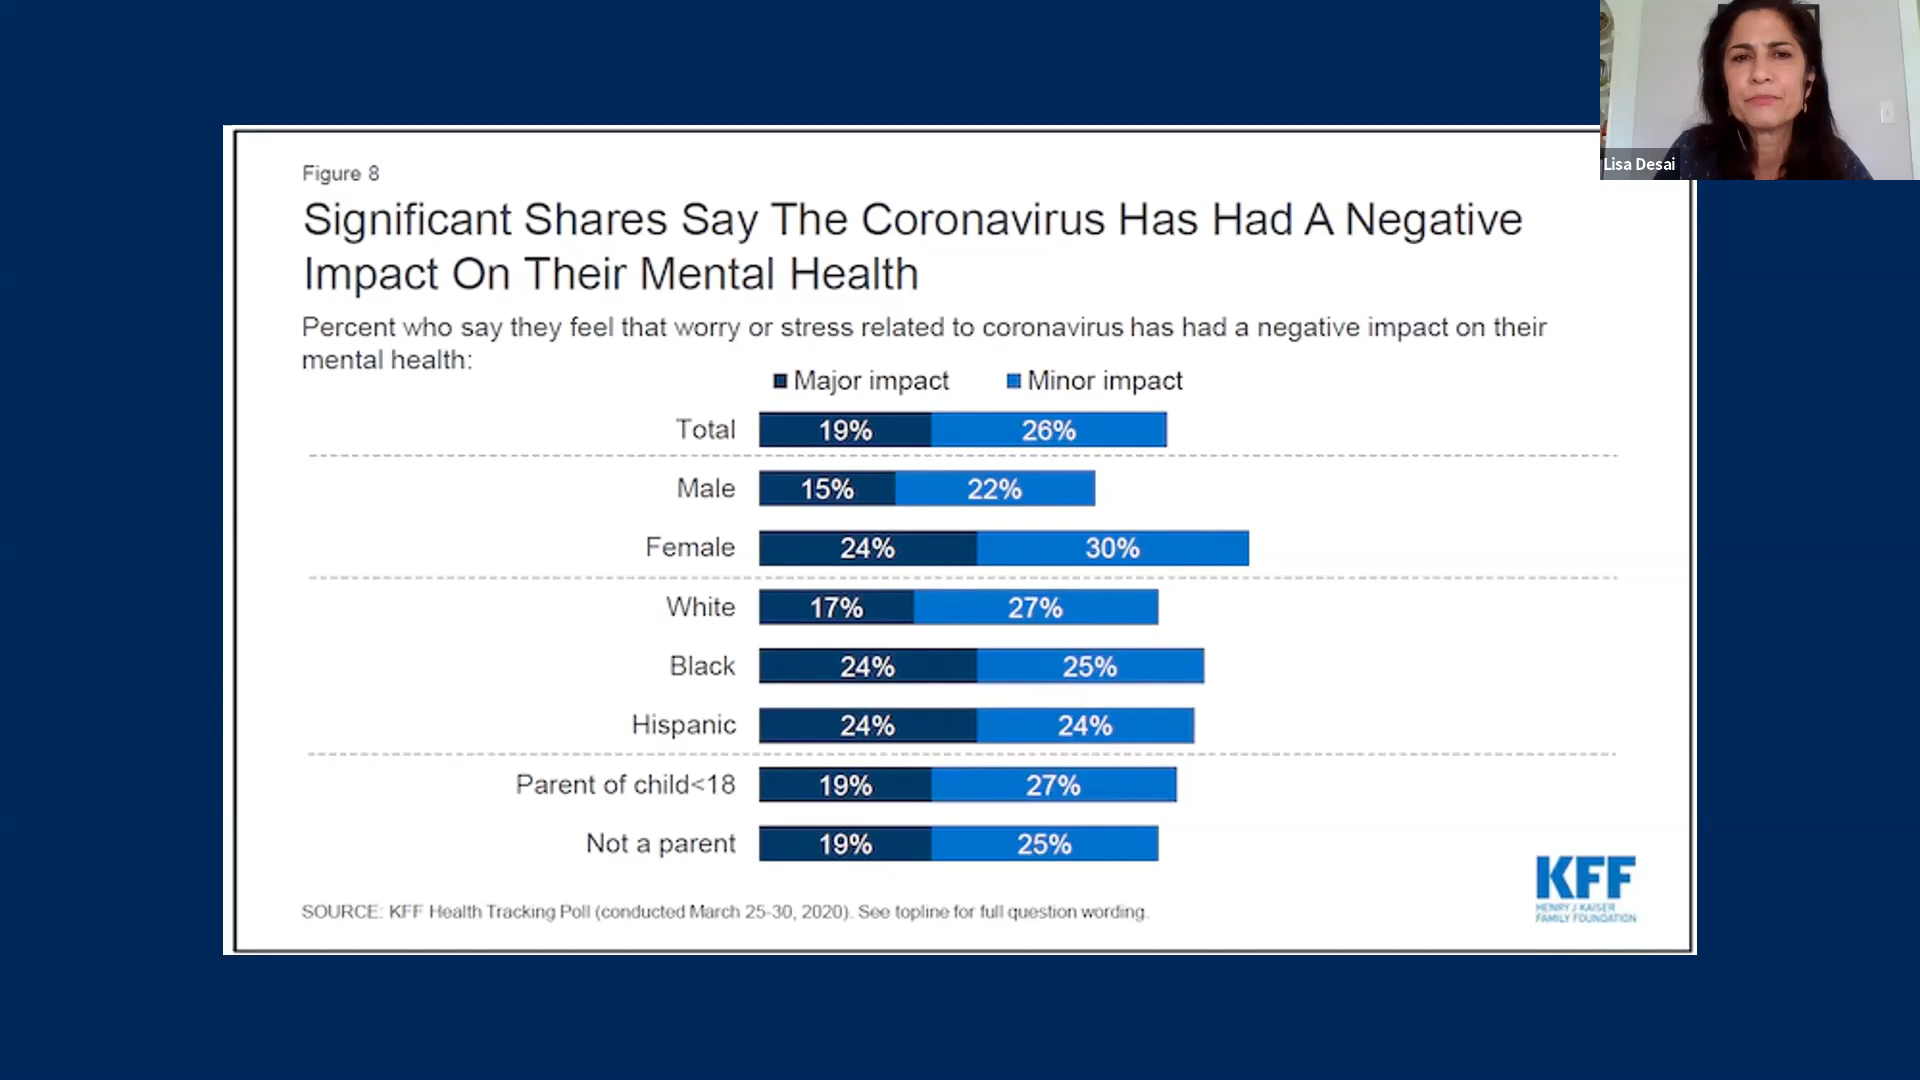 Lisa Desai
Figure 8
Significant Shares Say The Coronavirus Has Had A Negative
Impact On Their Mental Health
Percent who say they feel that worry or stress related to coronavirus has had a negative impact on their
mental health:
Major impact Minor impact
Total 19% 26%
Male 15% 22%
Female 24% 30%
White 17% 27%
Black 24% 25%
Hispanic 24% 24%
Parent of child<18 19% 27%
Not a parent 19% 25%
KFF
HENRY J KAISER
FAMILY FOUNDATION
SOURCE: KFF Health Tracking Poll (conducted March 25-30, 2020). See topline for full question wording.